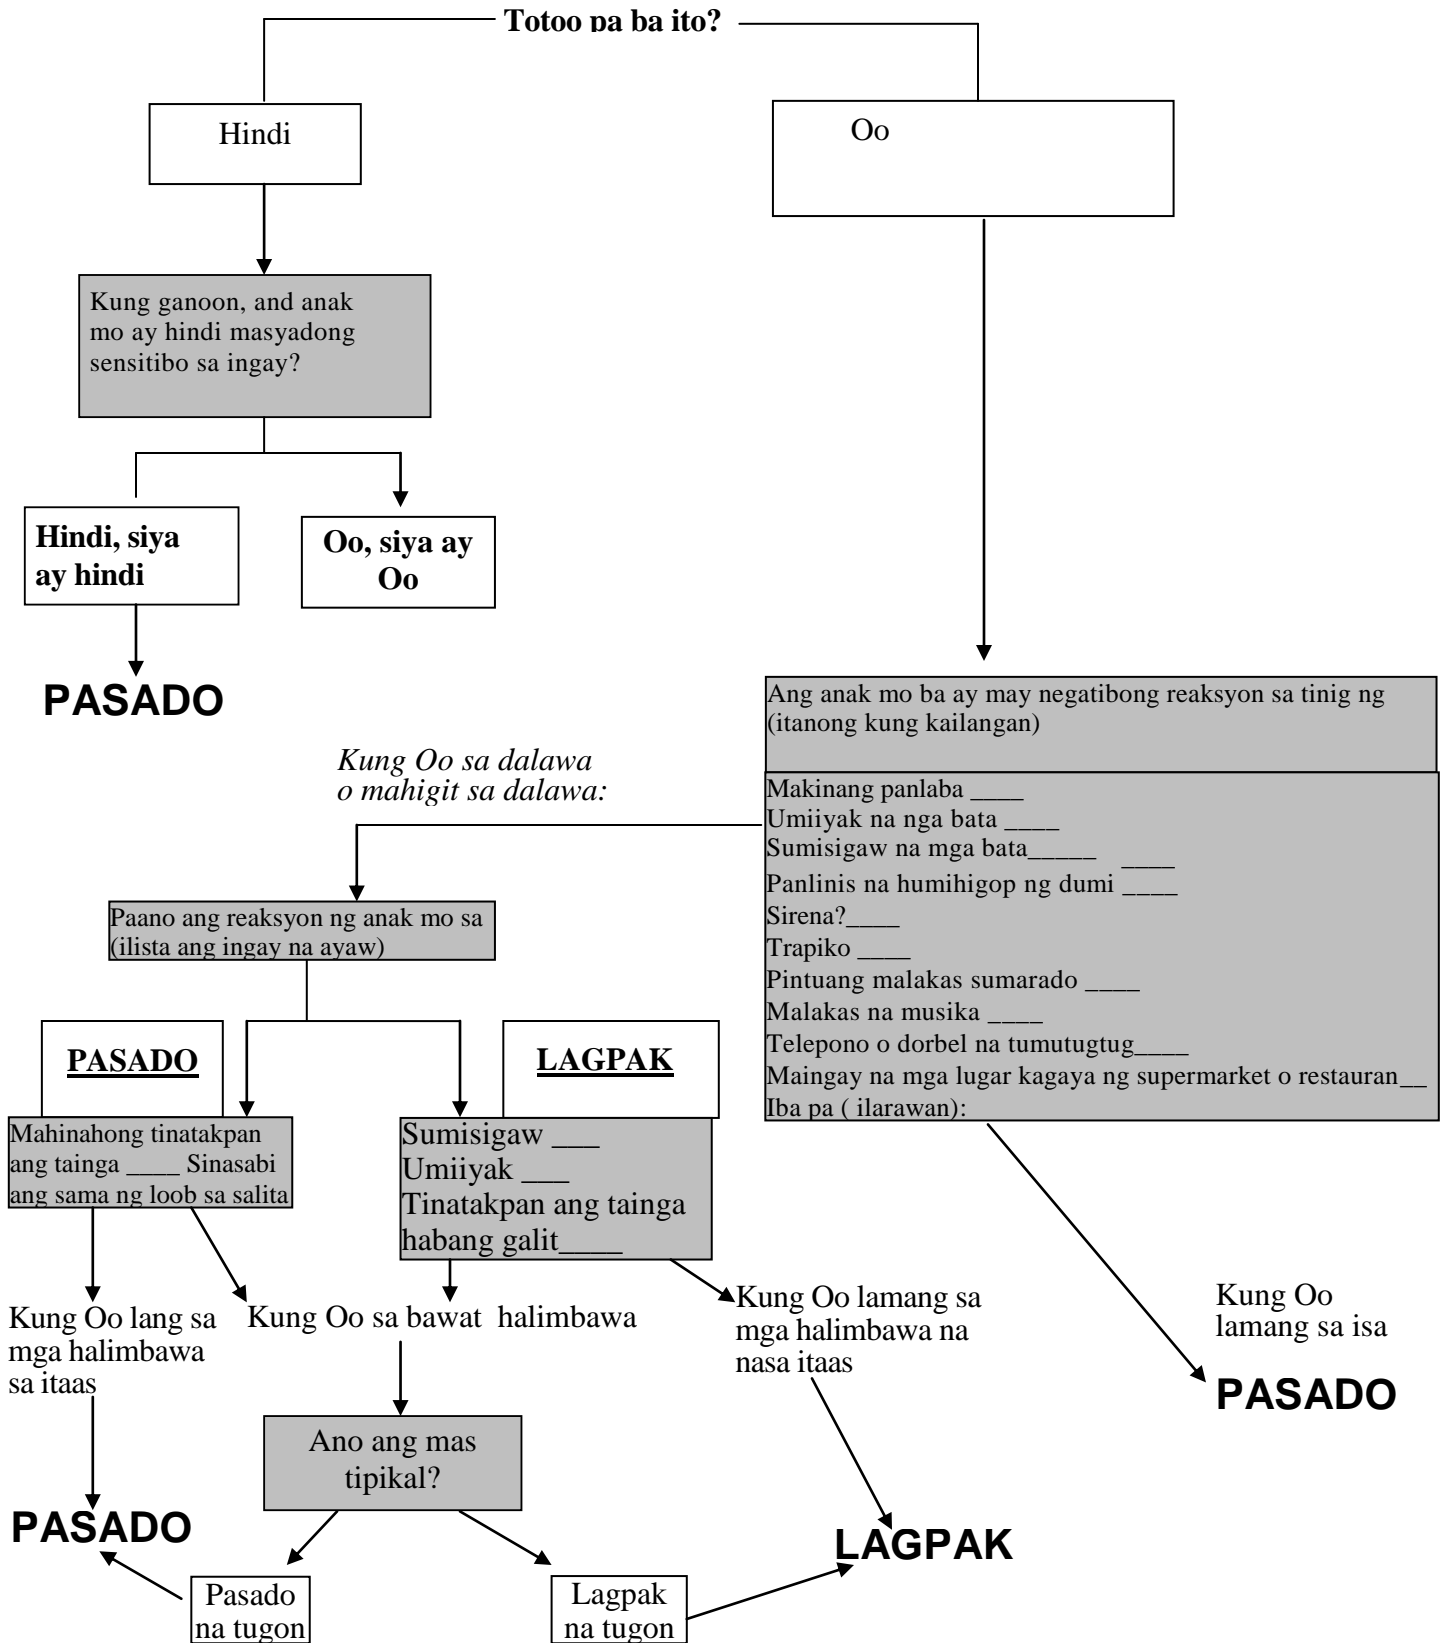 Totoo pa ba ito?
Hindi
Oo
Kung ganoon, and anak
mo ay hindi masyadong
sensitibo sa ingay?
Hindi, siya
ay hindi
Oo, siya ay
Oo
PASADO
Ang anak mo ba ay may negatibong reaksyon sa tinig ng
(itanong kung kailangan)
Makinang panlaba ____
Umiiyak na nga bata ____
Sumisigaw na mga bata_____ ____
Panlinis na humihigop ng dumi ____
Sirena?____
Trapiko ____
Pintuang malakas sumarado ____
Malakas na musika ____
Telepono o dorbel na tumutugtug____
Maingay na mga lugar kagaya ng supermarket o restauran__
Iba pa ( ilarawan):
Kung Oo sa dalawa
o mahigit sa dalawa:
Paano ang reaksyon ng anak mo sa
(ilista ang ingay na ayaw)
PASADO
Mahinahong tinatakpan
ang tainga ____ Sinasabi
ang sama ng loob sa salita
LAGPAK
Sumisigaw ___
Umiiyak ___
Tinatakpan ang tainga
habang galit____
Kung Oo lang sa
mga halimbawa
sa itaas
Kung Oo sa bawat halimbawa
Kung Oo lamang sa
mga halimbawa na
nasa itaas
Kung Oo
lamang sa isa
PASADO
Ano ang mas
tipikal?
PASADO
LAGPAK
Pasado
na tugon
Lagpak
na tugon